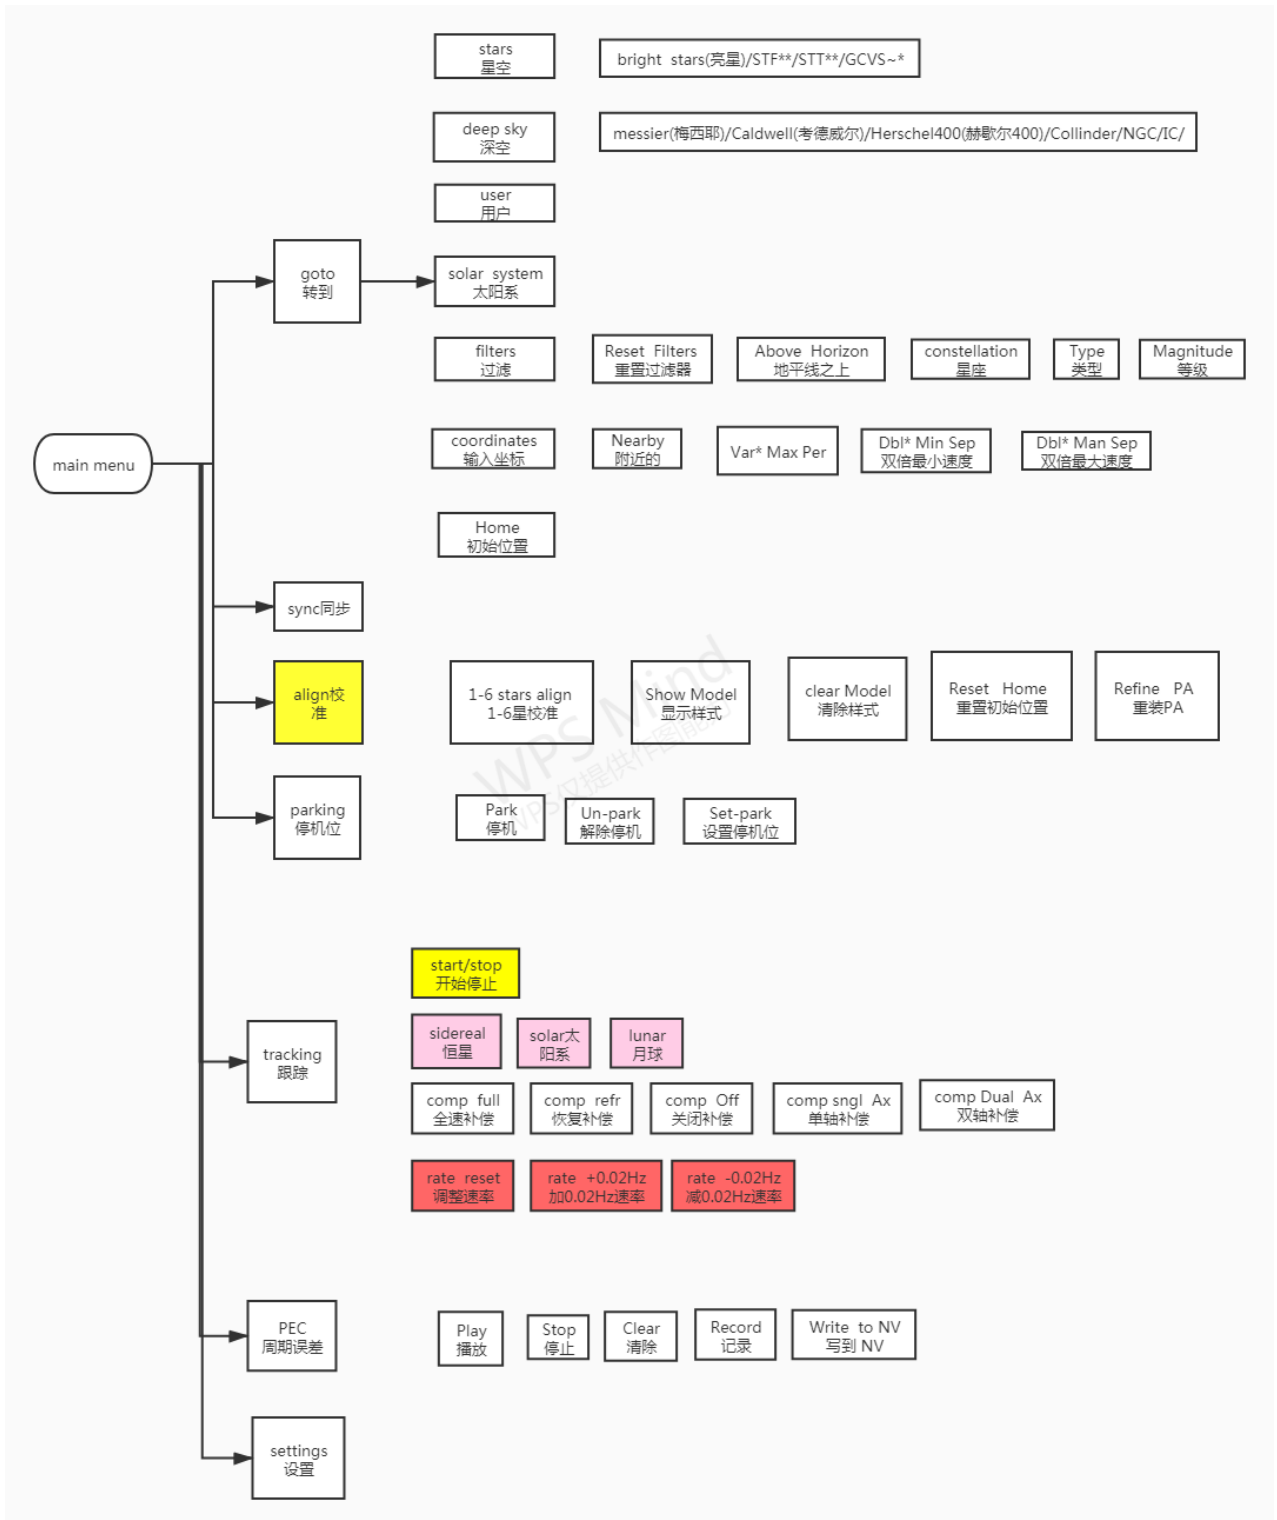 stars
星空
bright stars(亮星)/STF**/STT**/GCVS~*
deep sky
深空
messier(梅西耶)/Caldwell(考德威尔)/Herschel400(赫歇尔400)/Collinder/NGC/IC/
user
用户
goto
转到
solar system
太阳系
filters
过滤
Reset Filters
重置过滤器
Above Horizon
地平线之上
constellation
星座
Type
类型
Magnitude
等级
main menu
coordinates
输入坐标
Nearby
附近的
Var* Max Per
Dbl* Min Sep
双倍最小速度
Dbl* Man Sep
双倍最大速度
Home
初始位置
sync同步
align校
准
1-6 stars align
1-6星校准
Show Model
显示样式
clear Model
清除样式
Reset Home
重置初始位置
Refine PA
重装PA
WPS Mind
WPS仅提供作图能力
parking
停机位
Park
停机
Un-park
解除停机
Set-park
设置停机位
start/stop
开始停止
tracking
跟踪
sidereal
恒星
solar太
阳系
lunar
月球
comp full
全速补偿
comp refr
恢复补偿
comp Off
关闭补偿
comp sngl Ax
单轴补偿
comp Dual Ax
双轴补偿
rate reset
调整速率
rate +0.02Hz
加0.02Hz速率
rate -0.02Hz
减0.02Hz速率
PEC
周期误差
Play
播放
Stop
停止
Clear
清除
Record
记录
Write to NV
写到 NV
settings
设置